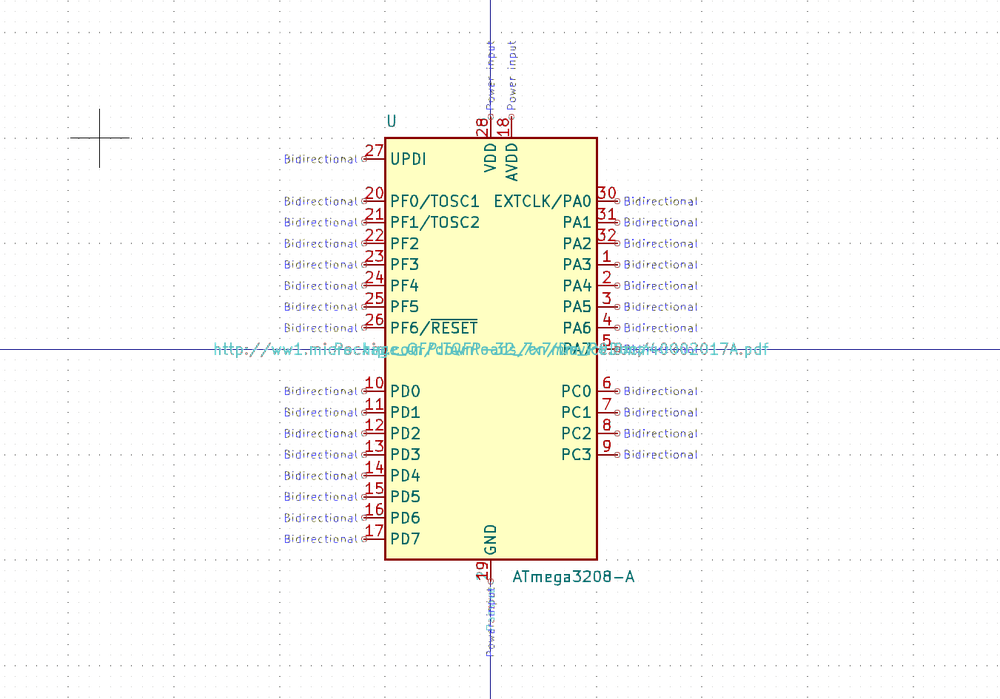 Power input
Power input
U
28
18
VDD
AVDD
Bidirectional 27 UPDI
Bidirectional 20 PF0/TOSC1 EXTCLK/PA0 30 Bidirectional
Bidirectional 21 PF1/TOSC2 PA1 31 Bidirectional
Bidirectional 22 PF2 PA2 32 Bidirectional
Bidirectional 23 PF3 PA3 1 Bidirectional
Bidirectional 24 PF4 PA4 2 Bidirectional
Bidirectional 25 PF5 PA5 3 Bidirectional
Bidirectional 26 PF6/RESET PA6 4 Bidirectional
PA7 5
Bidirectional 10 PD0 PC0 6 Bidirectional
Bidirectional 11 PD1 PC1 7 Bidirectional
Bidirectional 12 PD2 PC2 8 Bidirectional
Bidirectional 13 PD3 PC3 9 Bidirectional
Bidirectional 14 PD4
Bidirectional 15 PD5
Bidirectional 16 PD6
Bidirectional 17 PD7
GND
19
ATmega3208-A